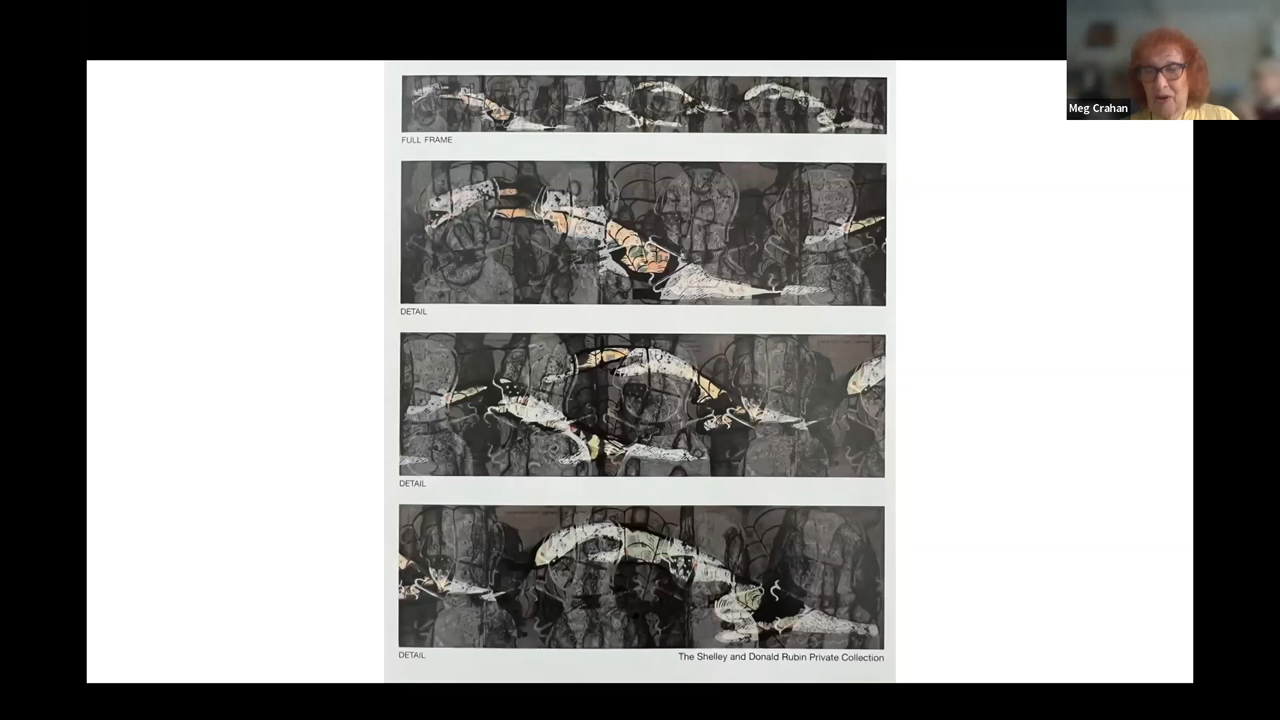 Meg Crahan
FULL FRAME
DETAIL
DETAIL
DETAIL
The Shelley and Donald Rubin Private Collection